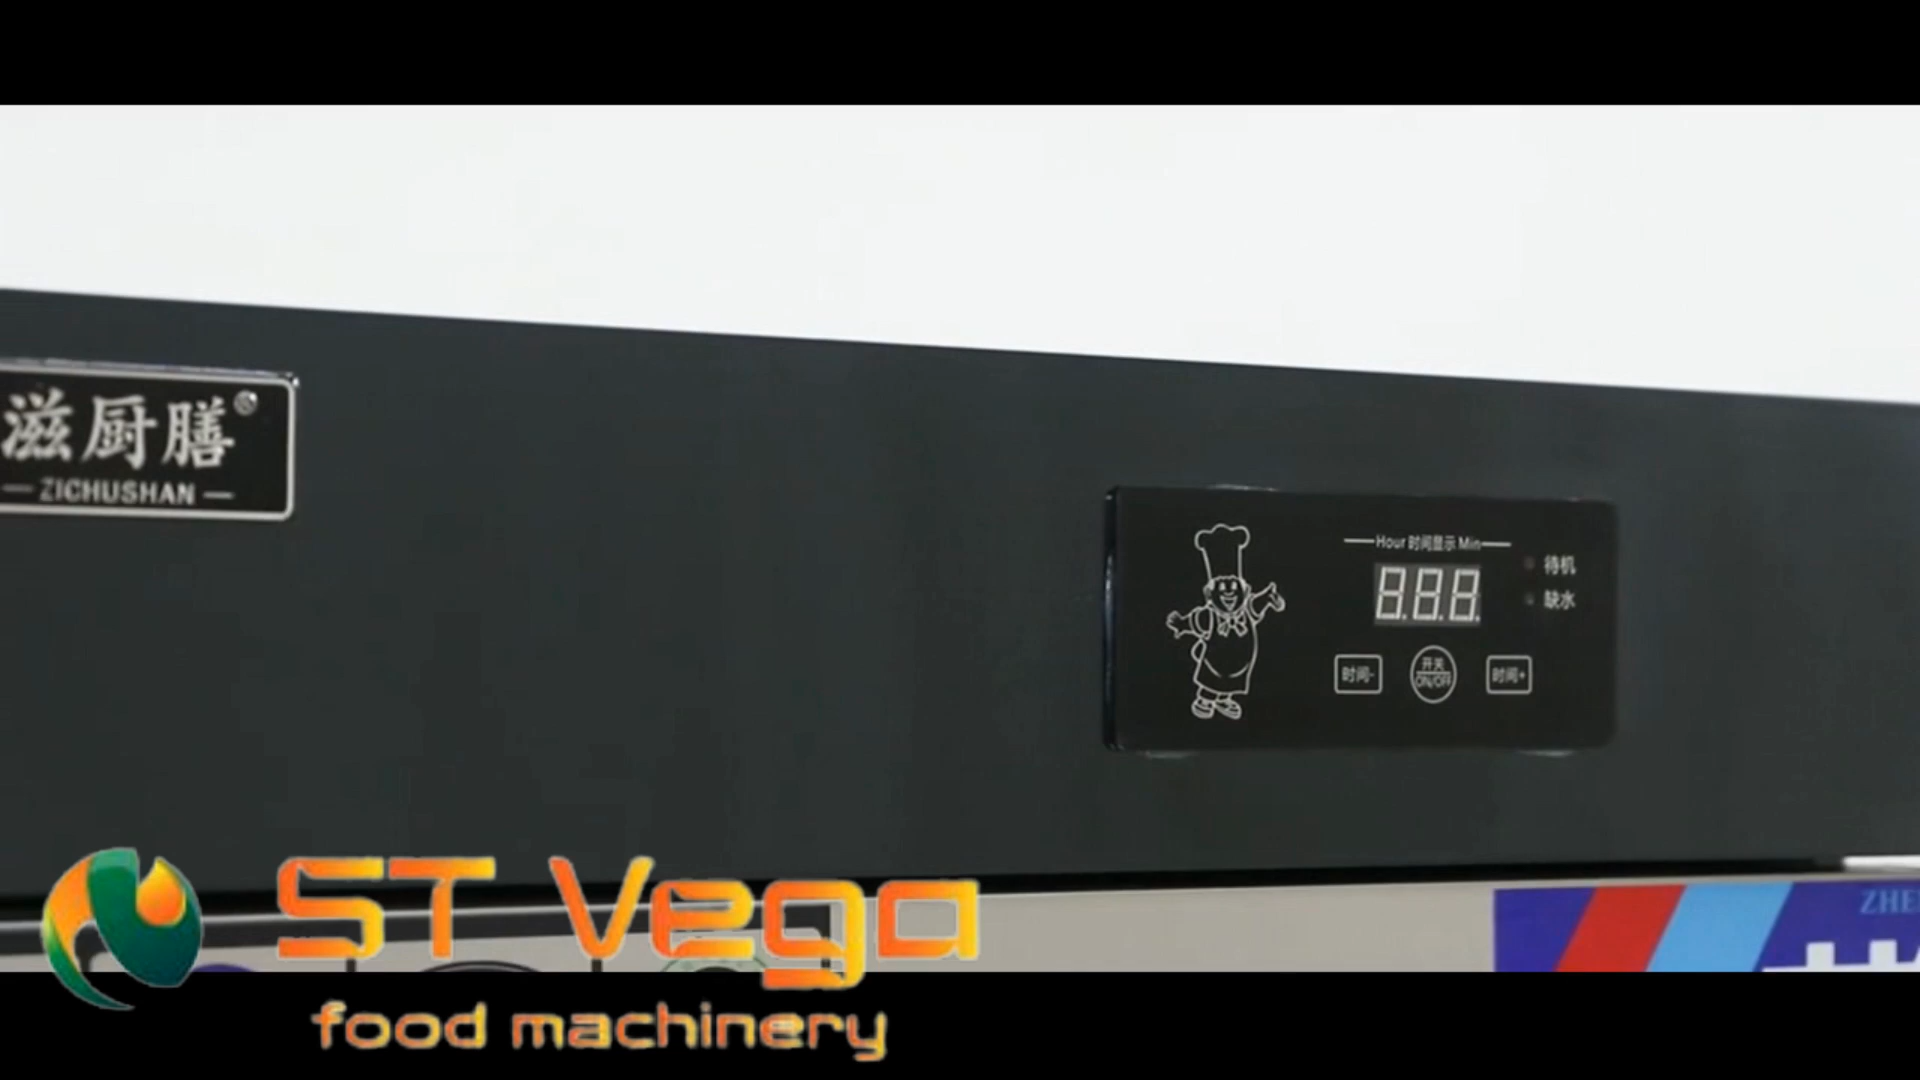 滋厨膳®
ZICHUSHAN
Hour 时间显示 Min
8.8.8.
待机
缺水
时间-
开关
ON/OFF
时间+
ZHE
ST Vega
food machinery